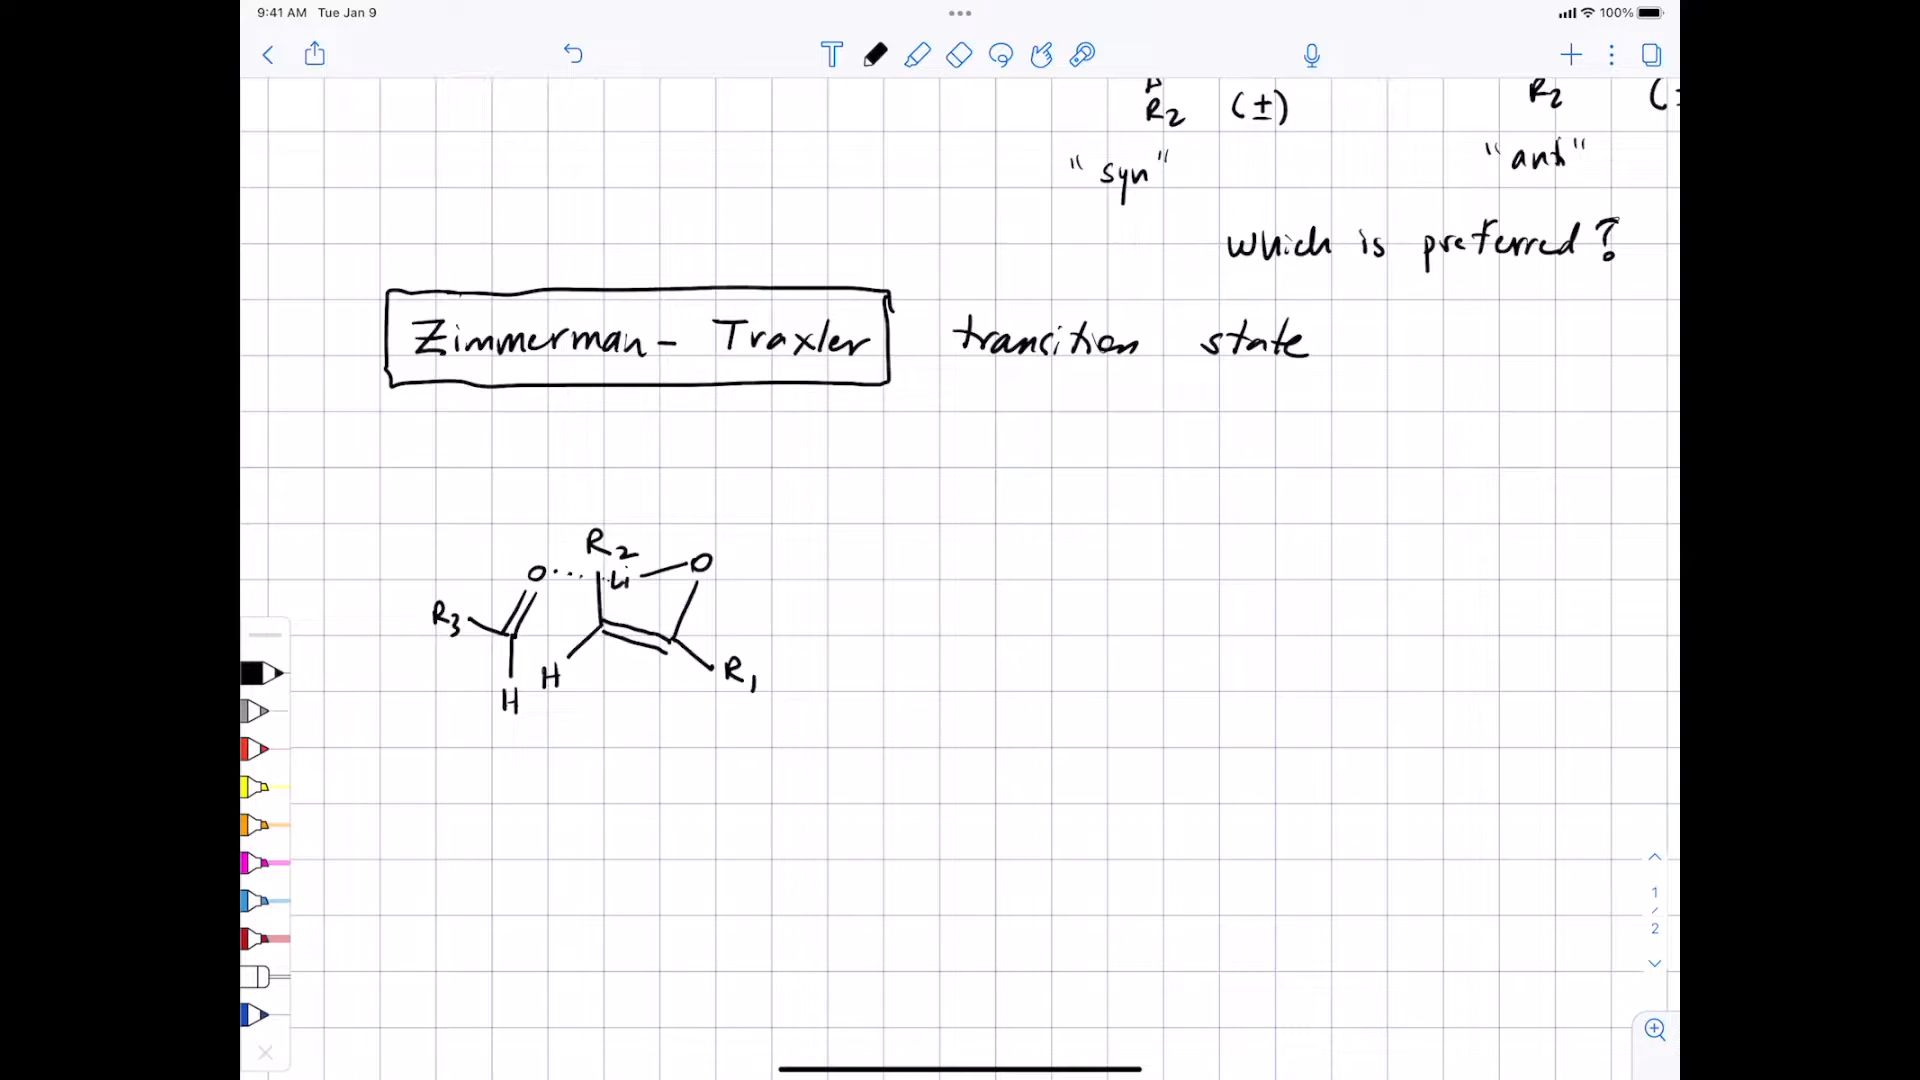 9:41 AM Tue Jan 9
100%
R2 (±) R2
"syn" "anti"
which is preferred?
Zimmerman- Traxler transition state
R2
O Li O
R3
H R1
H
1
2